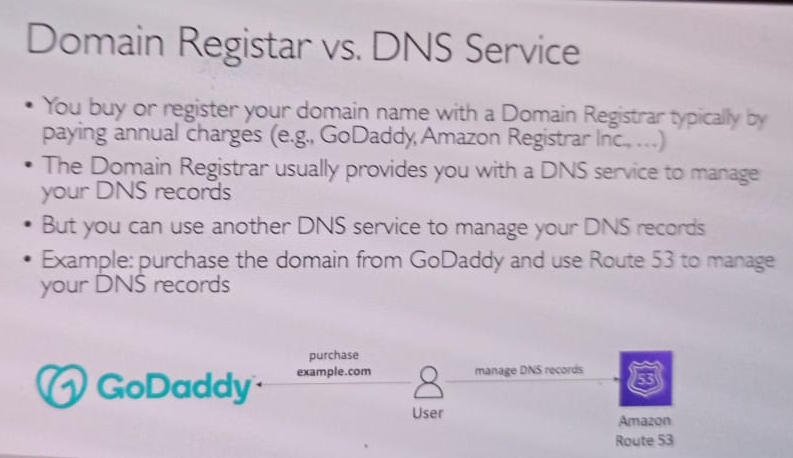 Domain Registar vs. DNS Service
• You buy or register your domain name with a Domain Registrar typically by
paying annual charges (e.g., GoDaddy, Amazon Registrar Inc., …)
• The Domain Registrar usually provides you with a DNS service to manage
your DNS records
• But you can use another DNS service to manage your DNS records
• Example: purchase the domain from GoDaddy and use Route 53 to manage
your DNS records
purchase
example.com
manage DNS records
GoDaddy
53
User
Amazon
Route 53